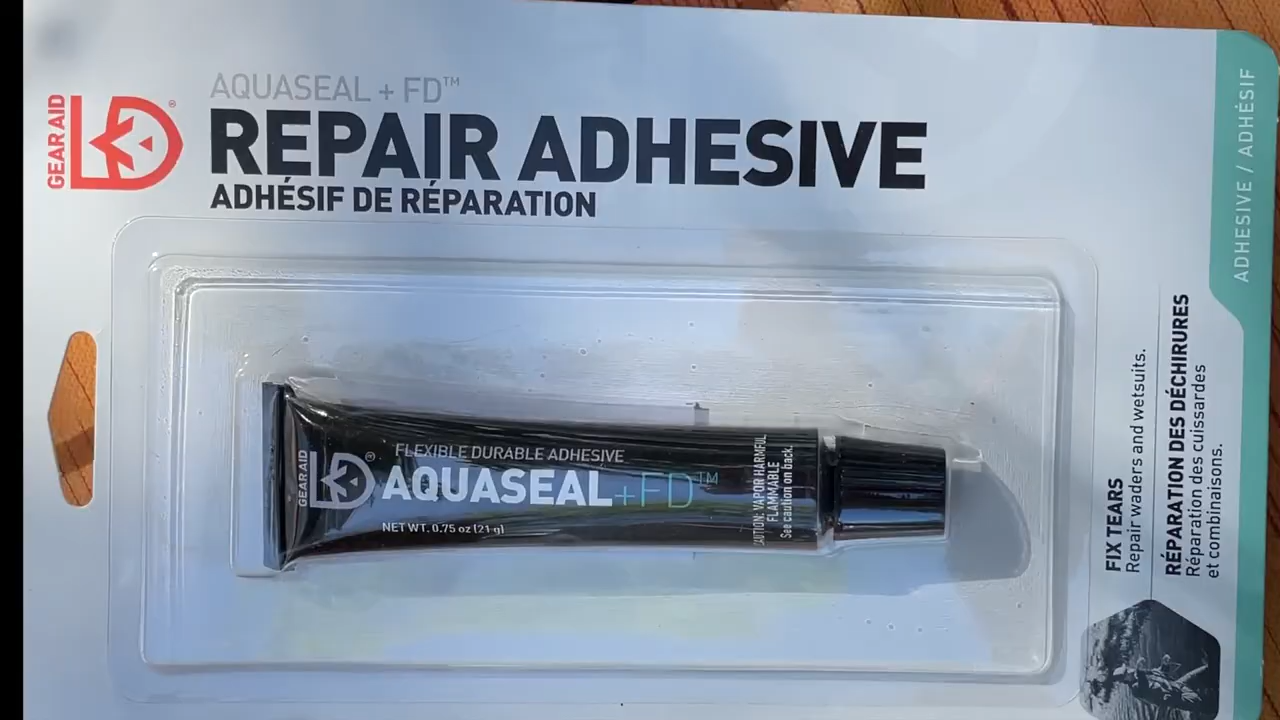 GEAR AID
AQUASEAL + FD™
REPAIR ADHESIVE
ADHÉSIF DE RÉPARATION
ADHESIVE / ADHÉSIF
GEAR AID
FLEXIBLE DURABLE ADHESIVE
AQUASEAL+FD™
NET WT. 0.75 oz (21 g)
CAUTION: VAPOR HARMFUL
FLAMMABLE
See caution on back.
FIX TEARS
Repair waders and wetsuits.
RÉPARATION DES DÉCHIRURES
Réparation des cuissardes
et combinaisons.